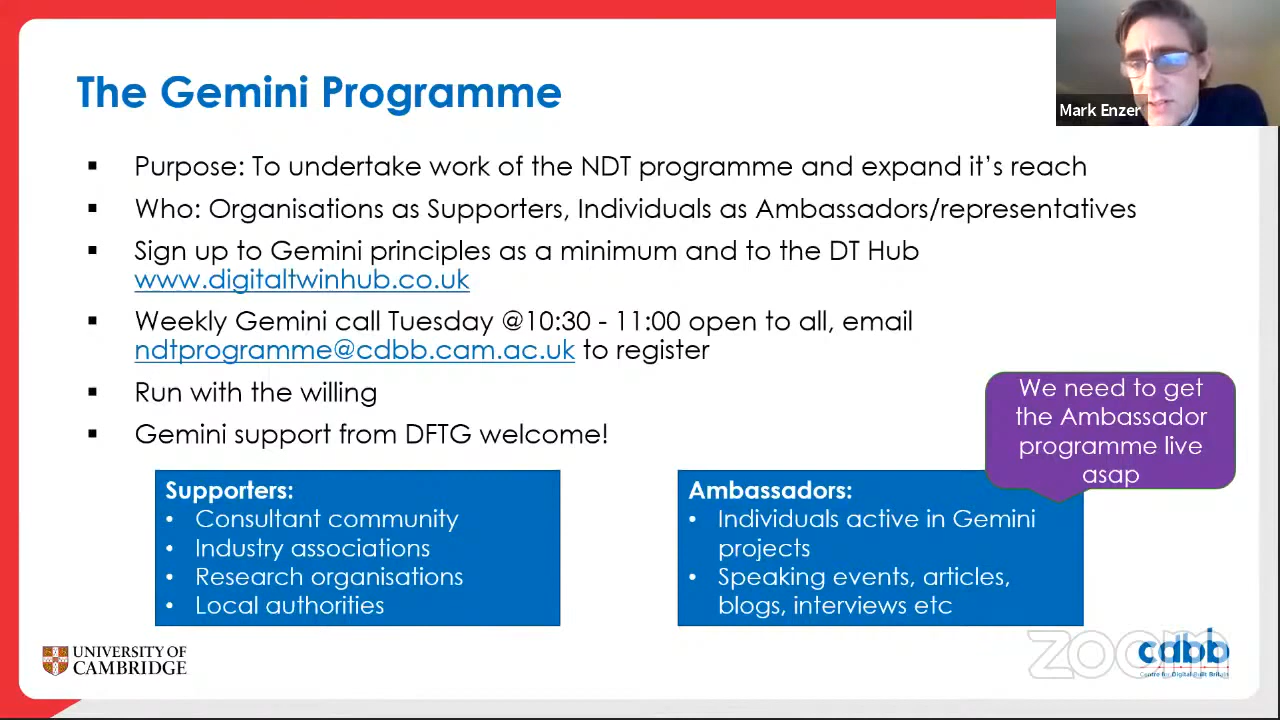 The Gemini Programme
Mark Enzer
Purpose: To undertake work of the NDT programme and expand it's reach
Who: Organisations as Supporters, Individuals as Ambassadors/representatives
Sign up to Gemini principles as a minimum and to the DT Hub
www.digitaltwinhub.co.uk
Weekly Gemini call Tuesday @10:30 - 11:00 open to all, email
ndtprogramme@cdbb.cam.ac.uk to register
Run with the willing
Gemini support from DFTG welcome!
We need to get
the Ambassador
programme live
asap
Supporters:
• Consultant community
• Industry associations
• Research organisations
• Local authorities
Ambassadors:
• Individuals active in Gemini
projects
• Speaking events, articles,
blogs, interviews etc
UNIVERSITY OF
CAMBRIDGE
zoom
cdbb
Centre for Digital Built Britain